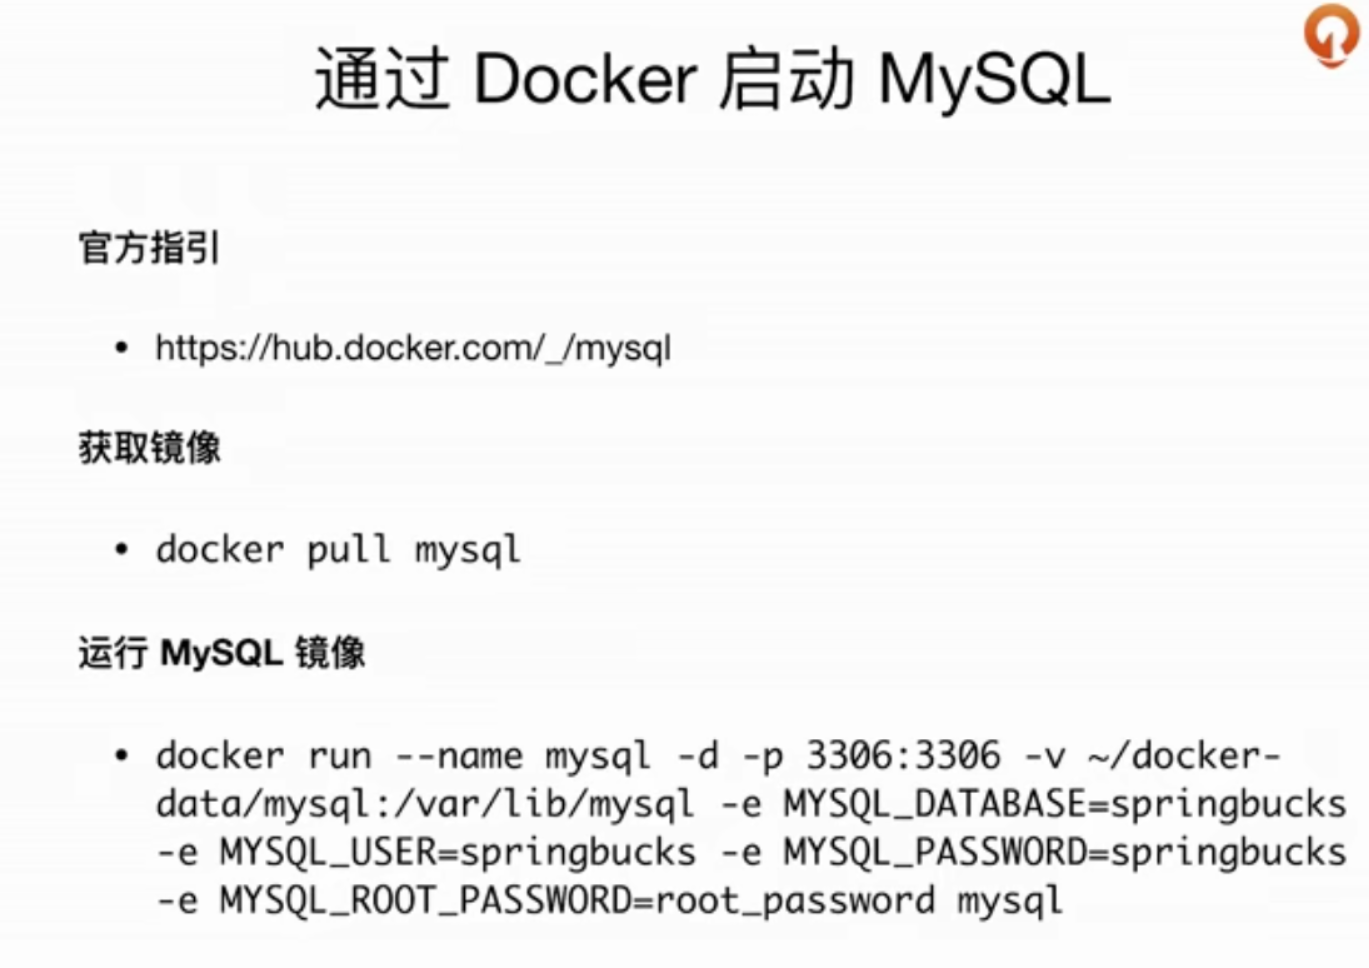 通过 Docker 启动 MySQL
官方指引
• https://hub.docker.com/_/mysql
获取镜像
• docker pull mysql
运行 MySQL 镜像
• docker run --name mysql -d -p 3306:3306 -v ~/docker-
data/mysql:/var/lib/mysql -e MYSQL_DATABASE=springbucks
-e MYSQL_USER=springbucks -e MYSQL_PASSWORD=springbucks
-e MYSQL_ROOT_PASSWORD=root_password mysql